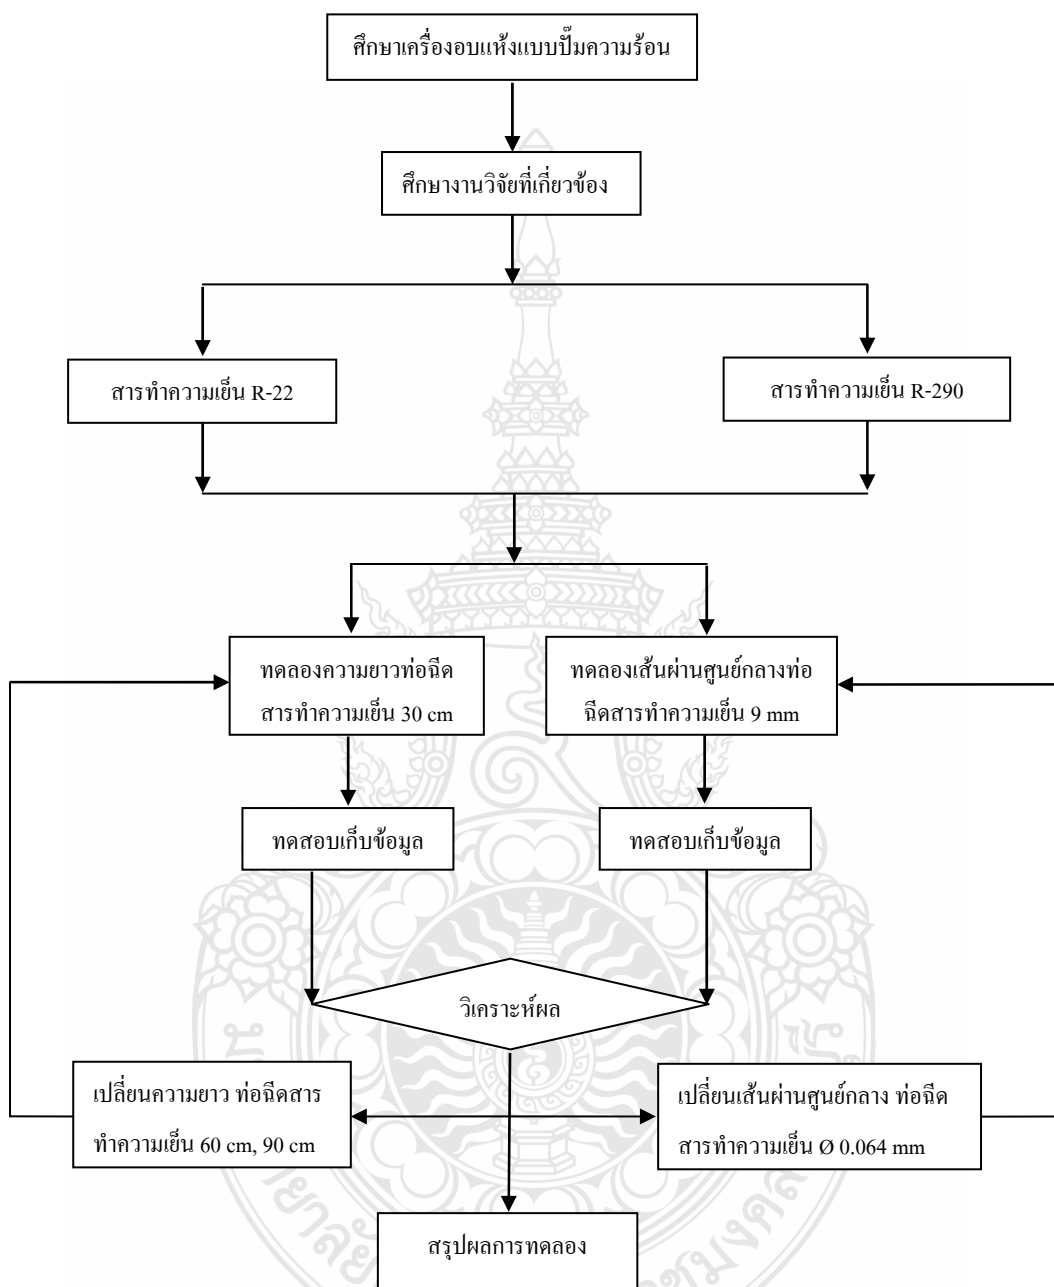 ศึกษาเครื่องอบแห้งแบบปั๊มความร้อน
ศึกษางานวิจัยที่เกี่ยวข้อง
สารทำความเย็น R-22
สารทำความเย็น R-290
ทดลองความยาวท่อฉีด
สารทำความเย็น 30 cm
ทดลองเส้นผ่านศูนย์กลางท่อ
ฉีดสารทำความเย็น 9 mm
ทดสอบเก็บข้อมูล
ทดสอบเก็บข้อมูล
วิเคราะห์ผล
เปลี่ยนความยาว ท่อฉีดสาร
ทำความเย็น 60 cm, 90 cm
เปลี่ยนเส้นผ่านศูนย์กลาง ท่อฉีด
สารทำความเย็น Ø 0.064 mm
สรุปผลการทดลอง